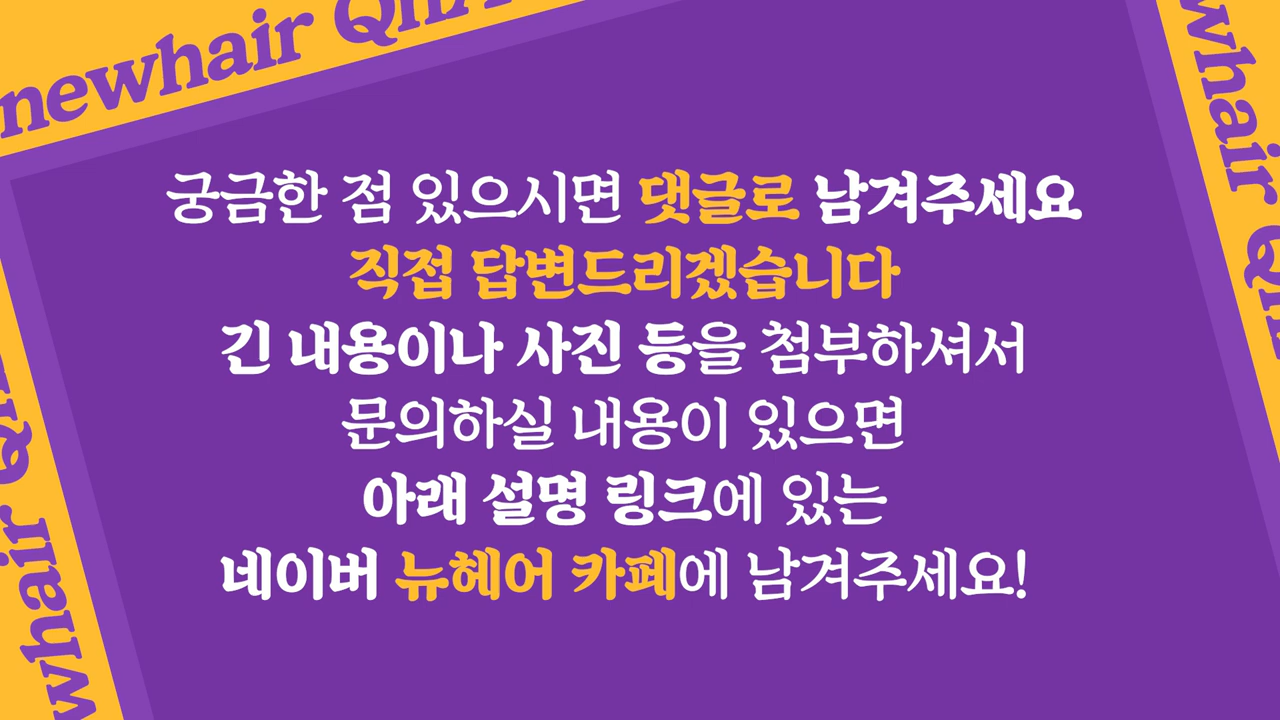 newhair
궁금한 점 있으시면 댓글로 남겨주세요
직접 답변드리겠습니다
긴 내용이나 사진 등을 첨부하셔서
문의하실 내용이 있으면
아래 설명 링크에 있는
네이버 뉴헤어 카페에 남겨주세요!